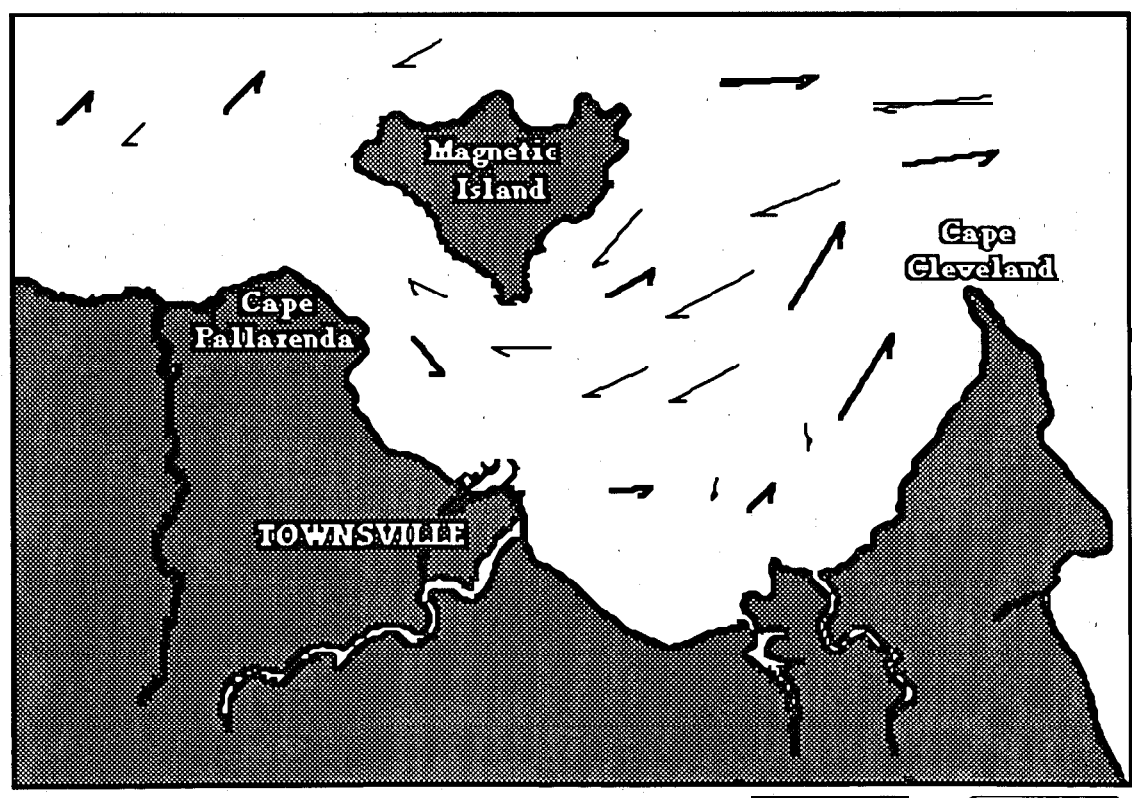 Magnetic
Island
Cape
Cleveland
Cape
Pallarenda
TOWNSVILLE